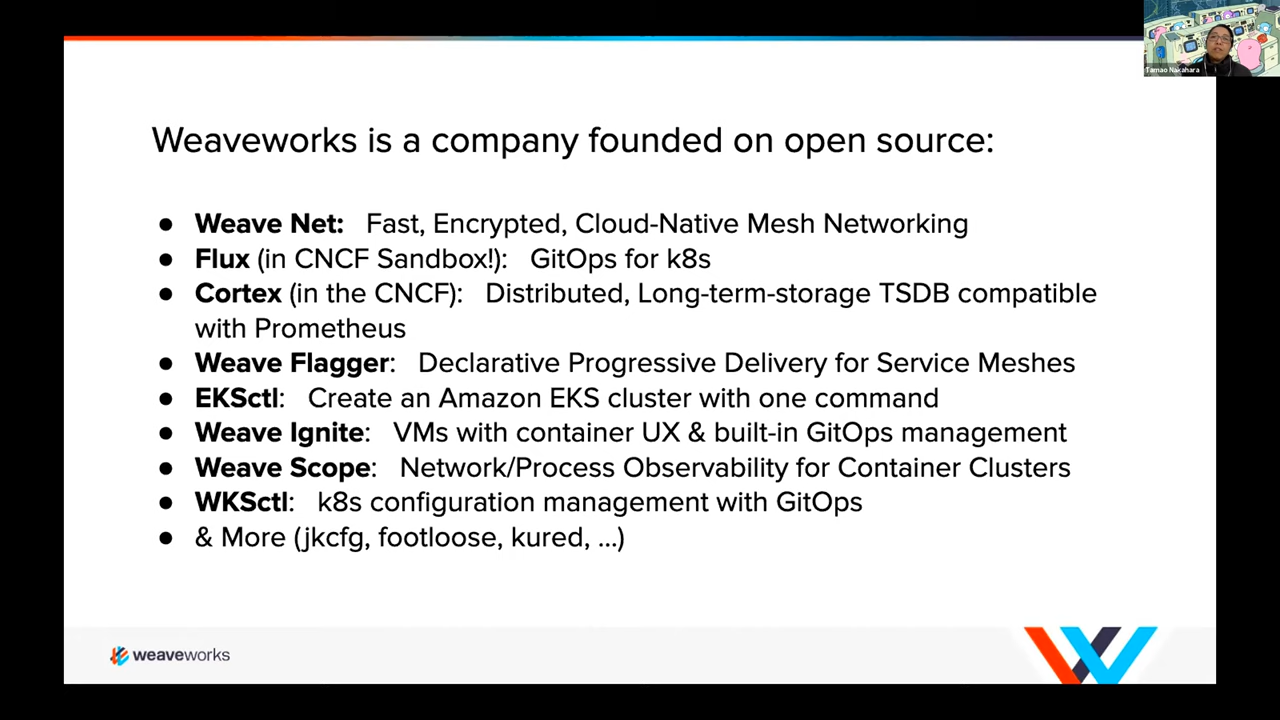 Tamao Nakahara
Weaveworks is a company founded on open source:
● Weave Net: Fast, Encrypted, Cloud-Native Mesh Networking
● Flux (in CNCF Sandbox!): GitOps for k8s
● Cortex (in the CNCF): Distributed, Long-term-storage TSDB compatible
with Prometheus
● Weave Flagger: Declarative Progressive Delivery for Service Meshes
● EKSctl: Create an Amazon EKS cluster with one command
● Weave Ignite: VMs with container UX & built-in GitOps management
● Weave Scope: Network/Process Observability for Container Clusters
● WKSctl: k8s configuration management with GitOps
● & More (jkcfg, footloose, kured, ...)
weaveworks